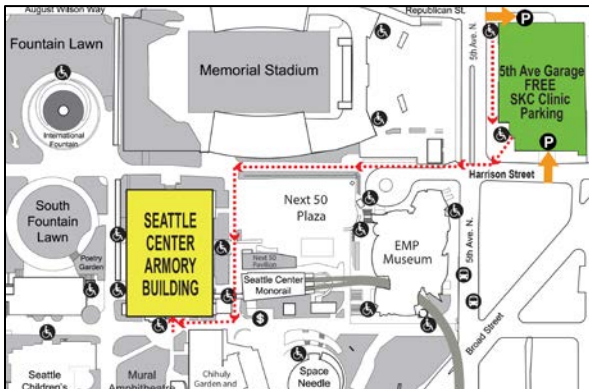 August Wilson Way
Republican St.
Fountain Lawn
International
Fountain
Memorial Stadium
5th Ave. N.
P
5th Ave Garage
FREE
SKC Clinic
Parking
P
Harrison Street
South
Fountain
Lawn
Poetry
Garden
SEATTLE
CENTER
ARMORY
BUILDING
Next 50
Plaza
Next 50
Pavilion
Seattle Center
Monorail
EMP
Museum
5th Ave. N.
Broad Street
$
Seattle
Children's
Mural
Amphitheatre
Chihuly
Garden and
Space
Needle